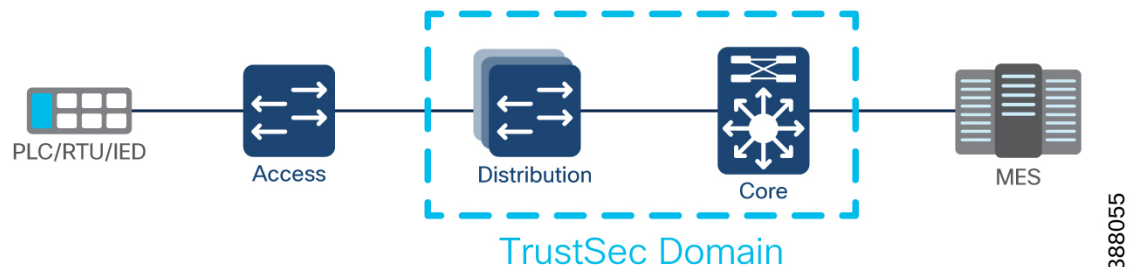 PLC/RTU/IED
Access
Distribution
Core
MES
TrustSec Domain
388055